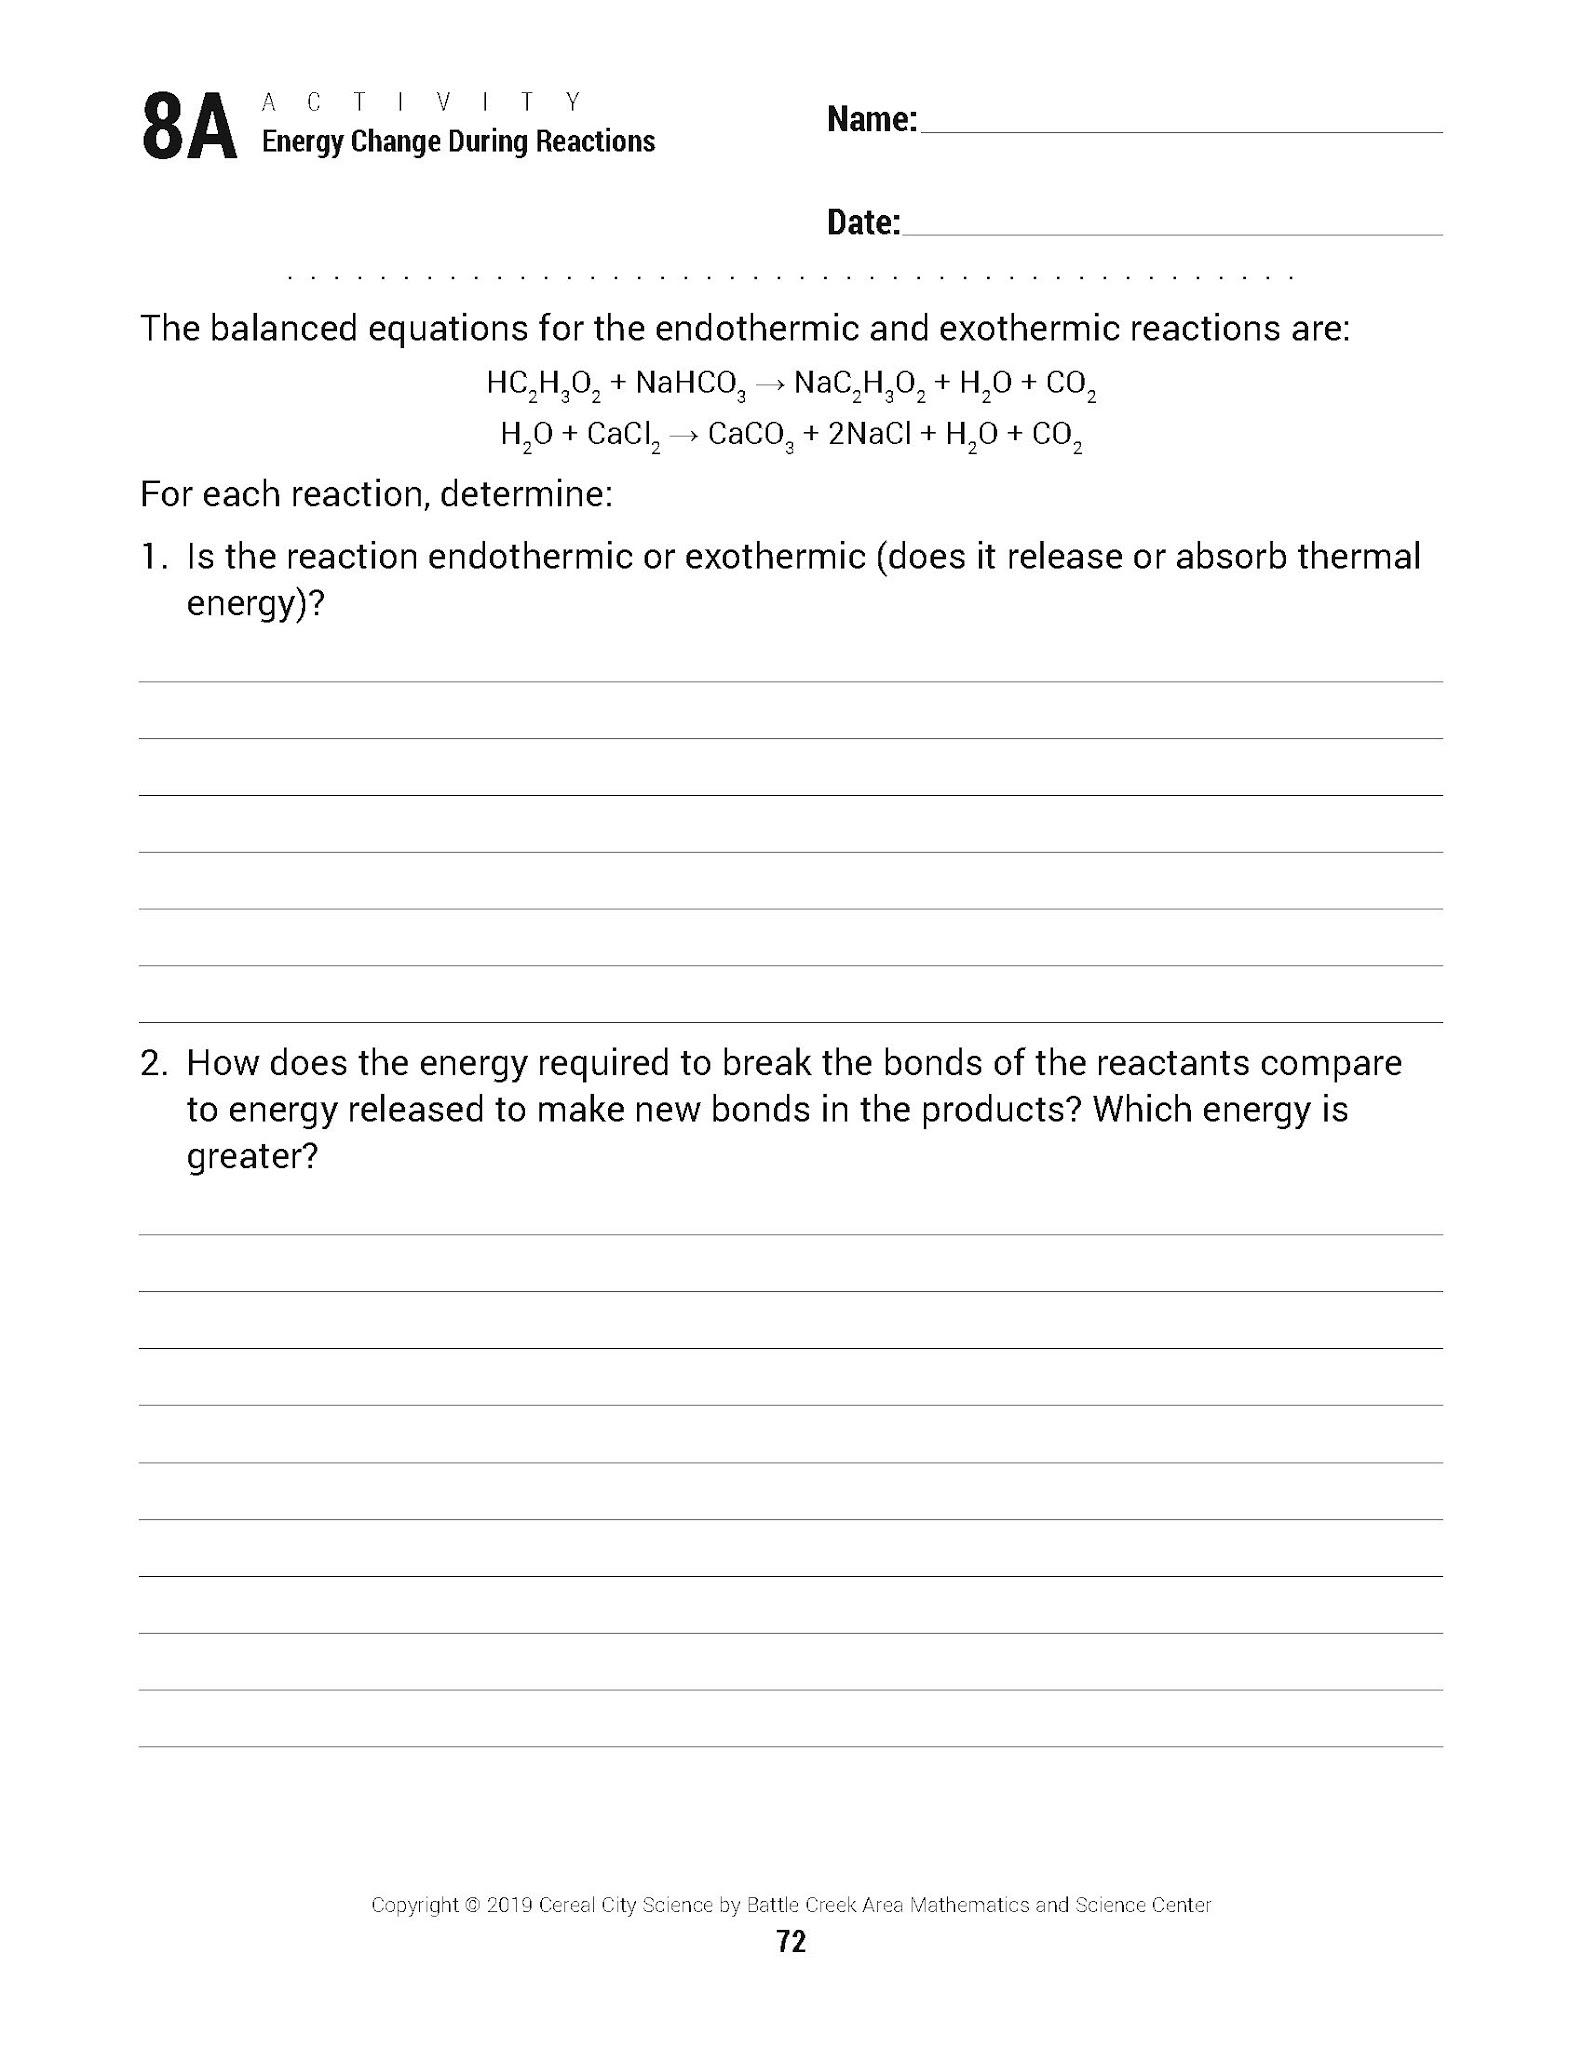 8A ACTIVITY
Energy Change During Reactions
Name:
Date:
The balanced equations for the endothermic and exothermic reactions are:
HC₂H₃O₂ + NaHCO₃ → NaC₂H₃O₂ + H₂O + CO₂
H₂O + CaCl₂ → CaCO₃ + 2NaCl + H₂O + CO₂
For each reaction, determine:
1. Is the reaction endothermic or exothermic (does it release or absorb thermal
energy)?
2. How does the energy required to break the bonds of the reactants compare
to energy released to make new bonds in the products? Which energy is
greater?
Copyright © 2019 Cereal City Science by Battle Creek Area Mathematics and Science Center
72